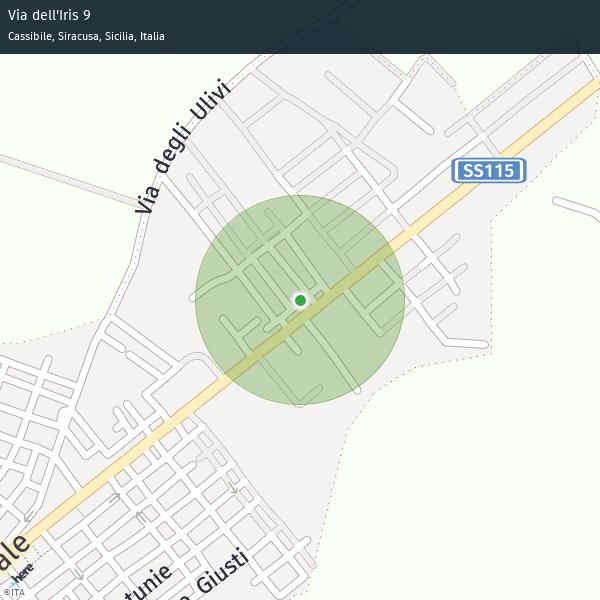 Via dell'Iris 9
Cassibile, Siracusa, Sicilia, Italia
Via degli Ulivi
SS115
ale
Giusti
tunie
here
©ITA